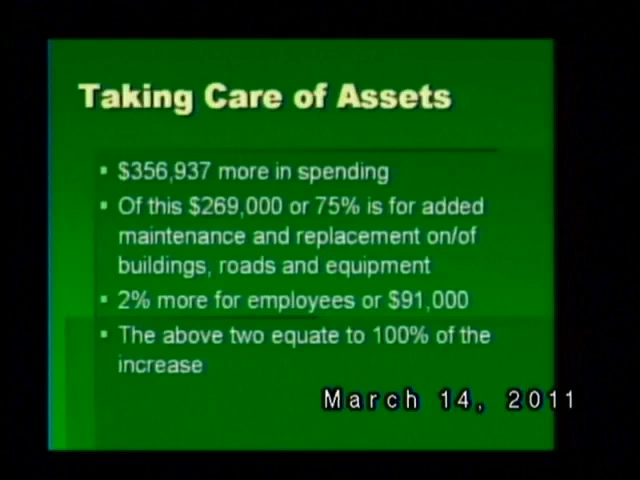 Taking Care of Assets
▪ $356,937 more in spending
▪ Of this $269,000 or 75% is for added
maintenance and replacement on/of
buildings, roads and equipment
▪ 2% more for employees or $91,000
▪ The above two equate to 100% of the
increase
March 14, 2011